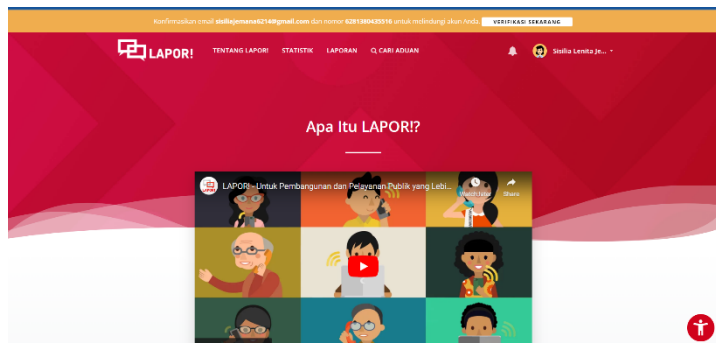 Konfirmasikan email sisiliajemana6214@gmail.com dan nomor 6281360435516 untuk melindungi akun Anda. VERIFIKASI SEKARANG
LAPOR! TENTANG LAPOR! STATISTIK LAPORAN CARI ADUAN Sisilia Lenita Je...
Apa Itu LAPOR!?
LAPOR! - Untuk Pembangunan dan Pelayanan Publik yang Lebi...
Watch later Share